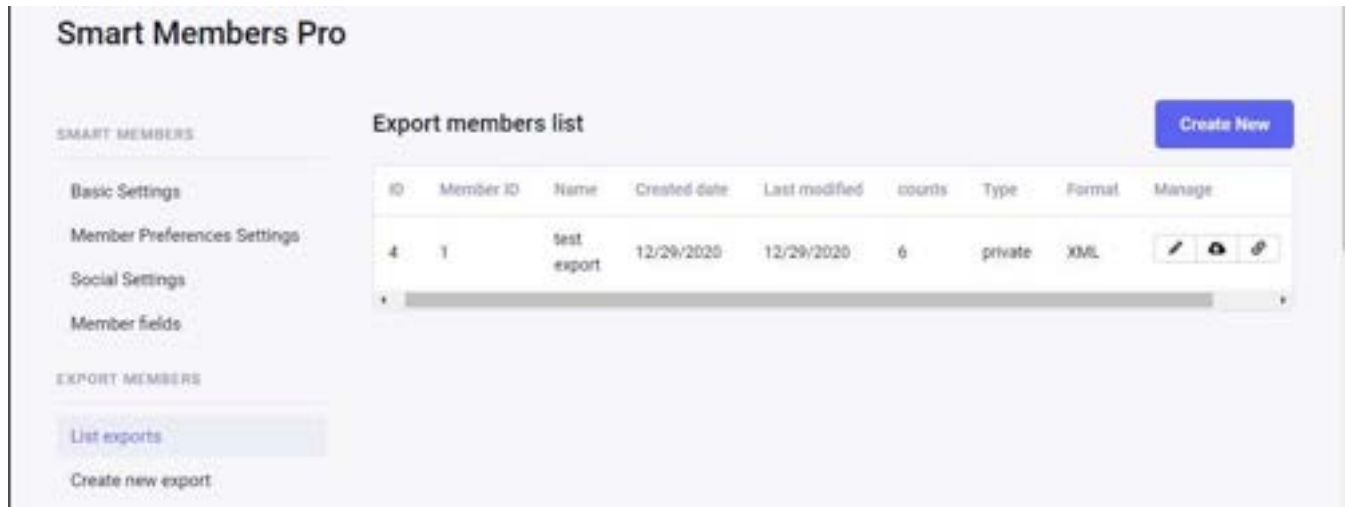 Smart Members Pro
SMART MEMBERS
Basic Settings
Member Preferences Settings
Social Settings
Member fields
EXPORT MEMBERS
List exports
Create new export
Export members list
Create New
ID Member ID Name Created date Last modified counts Type Format Manage
4 1 test export 12/29/2020 12/29/2020 6 private XML